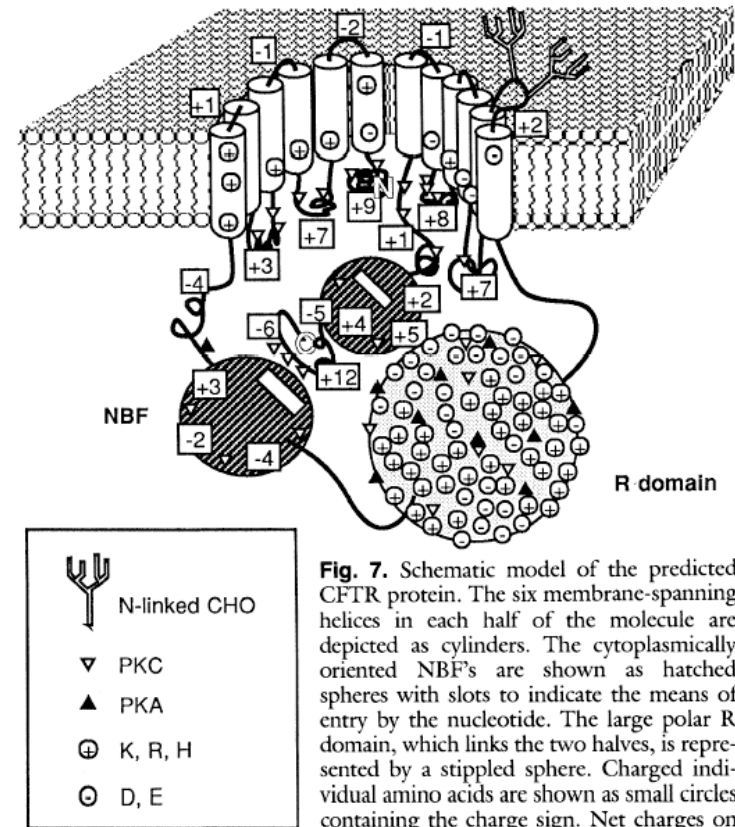 -2
-1
-1
+1
+2
N
+9
+8
+7
+1
+3
+7
-4
+2
-5
-6
+4
+5
+12
+3
NBF
-2
-4
R domain
N-linked CHO
PKC
PKA
K, R, H
D, E
Fig. 7. Schematic model of the predicted
CFTR protein. The six membrane-spanning
helices in each half of the molecule are
depicted as cylinders. The cytoplasmically
oriented NBF's are shown as hatched
spheres with slots to indicate the means of
entry by the nucleotide. The large polar R
domain, which links the two halves, is repre-
sented by a stippled sphere. Charged indi-
vidual amino acids are shown as small circles
containing the charge sign. Net charges on